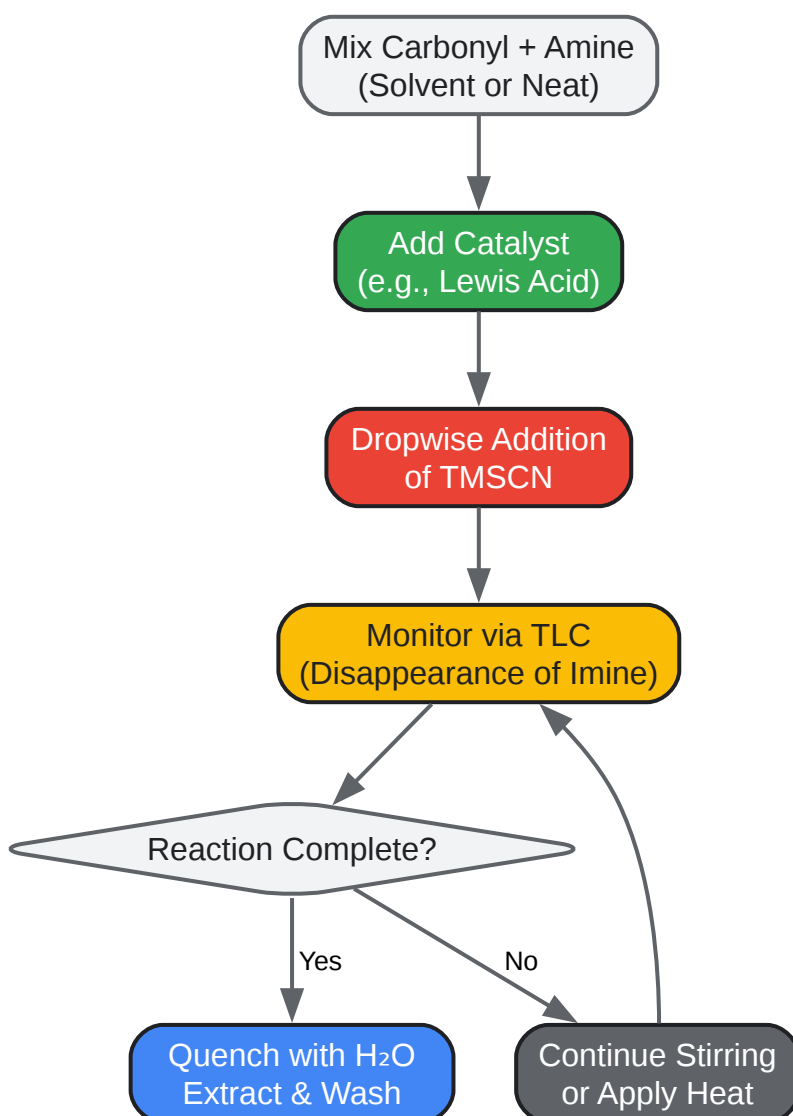 Mix Carbonyl + Amine
(Solvent or Neat)
Add Catalyst
(e.g., Lewis Acid)
Dropwise Addition
of TMSCN
Monitor via TLC
(Disappearance of Imine)
Reaction Complete?
Yes
No
Quench with H₂O
Extract & Wash
Continue Stirring
or Apply Heat